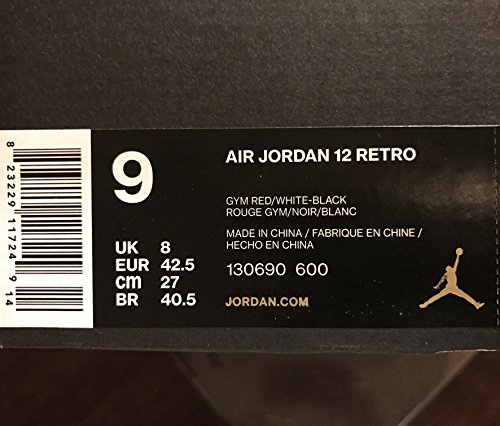 8 23229 11724 9 14
9
UK 8
EUR 42.5
cm 27
BR 40.5
AIR JORDAN 12 RETRO
GYM RED/WHITE-BLACK
ROUGE GYM/NOIR/BLANC
MADE IN CHINA / FABRIQUE EN CHINE /
HECHO EN CHINA
130690 600
JORDAN.COM